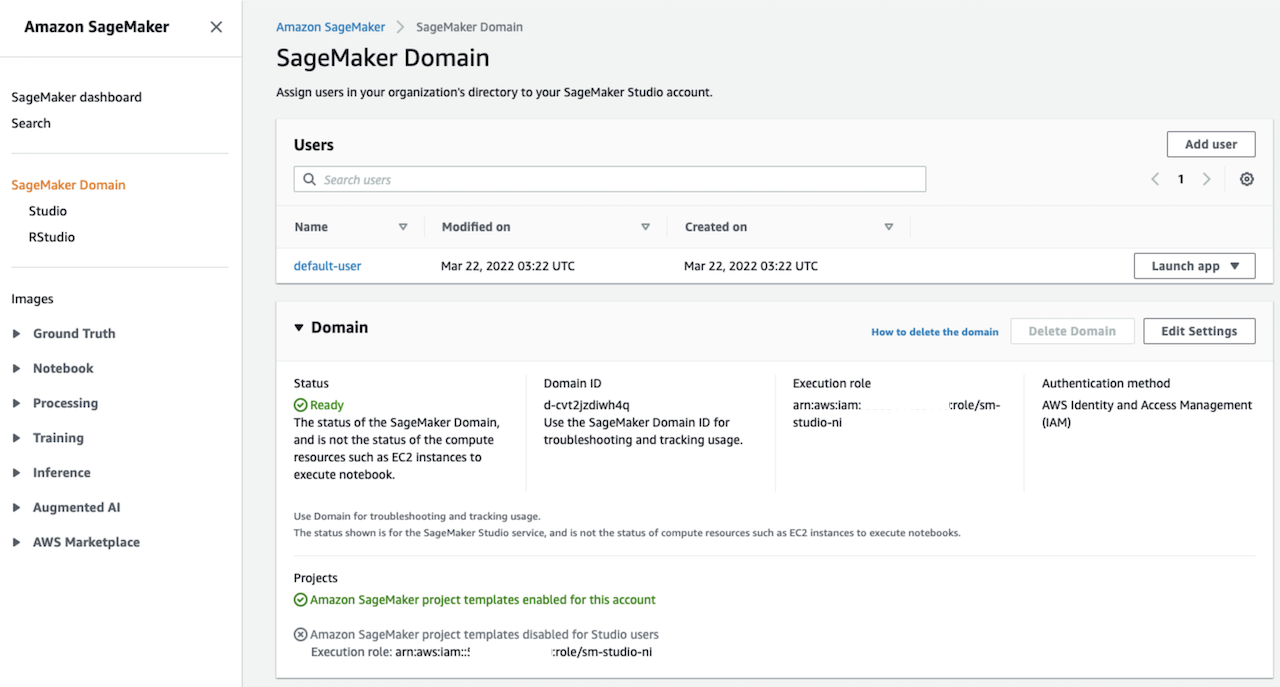 Amazon SageMaker
SageMaker dashboard
Search
SageMaker Domain
Studio
RStudio
Images
Ground Truth
Notebook
Processing
Training
Inference
Augmented AI
AWS Marketplace
Amazon SageMaker > SageMaker Domain
SageMaker Domain
Assign users in your organization's directory to your SageMaker Studio account.
Users
Add user
Search users
1
Name Modified on Created on
default-user Mar 22, 2022 03:22 UTC Mar 22, 2022 03:22 UTC Launch app
Domain
How to delete the domain Delete Domain Edit Settings
Status
Ready
The status of the SageMaker Domain,
and is not the status of the compute
resources such as EC2 instances to
execute notebook.
Domain ID
d-cvt2jzdiwh4q
Use the SageMaker Domain ID for
troubleshooting and tracking usage.
Execution role
arn:aws:iam: :role/sm-
studio-ni
Authentication method
AWS Identity and Access Management
(IAM)
Use Domain for troubleshooting and tracking usage.
The status shown is for the SageMaker Studio service, and is not the status of compute resources such as EC2 instances to execute notebooks.
Projects
Amazon SageMaker project templates enabled for this account
Amazon SageMaker project templates disabled for Studio users
Execution role: arn:aws:iam:: :role/sm-studio-ni